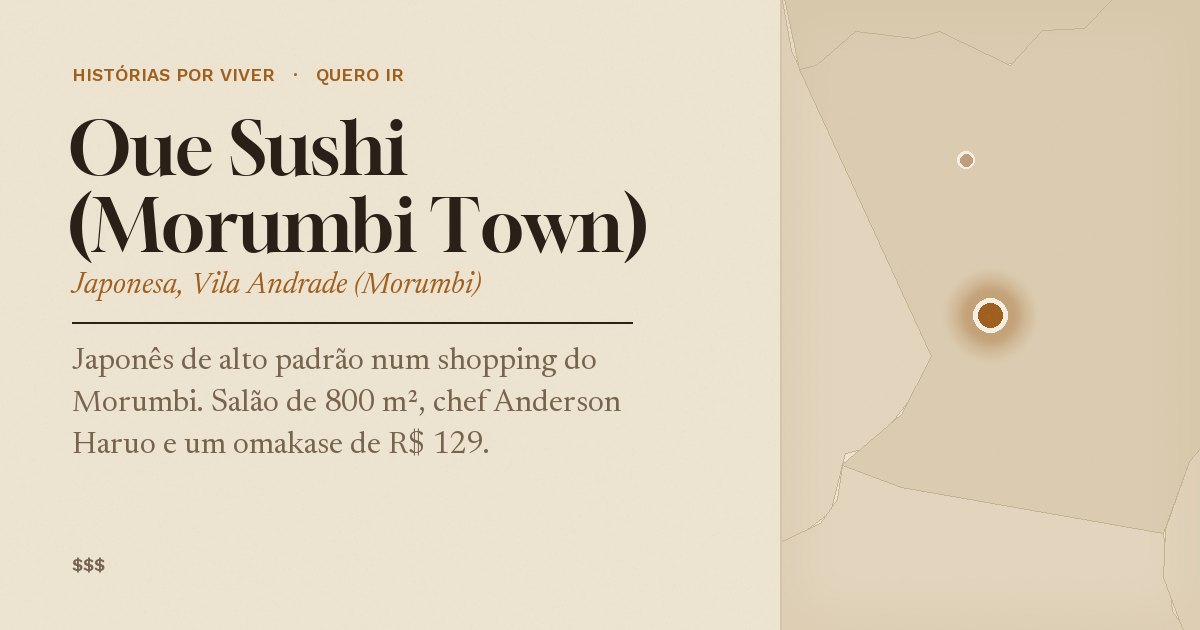 HISTÓRIAS POR VIVER · QUERO IR
Oue Sushi
(Morumbi Town)
Japonesa, Vila Andrade (Morumbi)
Japonês de alto padrão num shopping do
Morumbi. Salão de 800 m², chef Anderson
Haruo e um omakase de R$ 129.
$$$